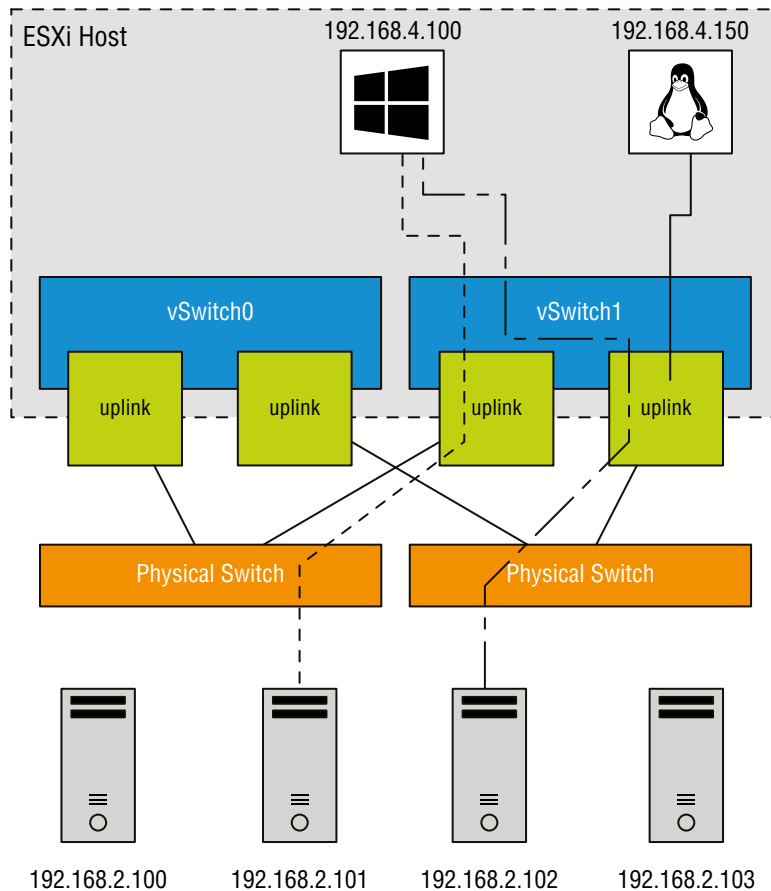 ESXi Host
192.168.4.100
192.168.4.150
vSwitch0
vSwitch1
uplink
uplink
uplink
uplink
Physical Switch
Physical Switch
192.168.2.100
192.168.2.101
192.168.2.102
192.168.2.103